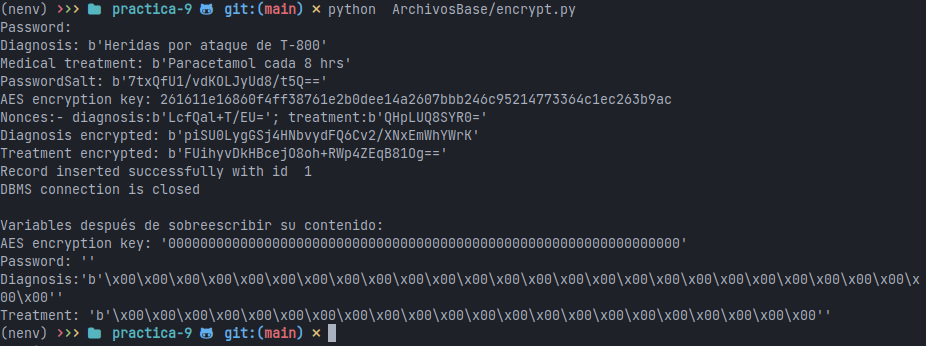 (nenv) >>> practica-9 git:(main) × python ArchivosBase/encrypt.py
Password:
Diagnosis: b'Heridas por ataque de T-800'
Medical treatment: b'Paracetamol cada 8 hrs'
PasswordSalt: b'7txQfU1/vdKOLJyUd8/t5Q=='
AES encryption key: 261611e16860f4ff38761e2b0dee14a2607bbb246c95214773364c1ec263b9ac
Nonces:- diagnosis:b'LcfQal+T/EU='; treatment:b'QHpLUQ8SYR0='
Diagnosis encrypted: b'piSU0LygGSj4HNbvydFQ6Cv2/XNxEmWhYWrK'
Treatment encrypted: b'FUihyvDkHBcejO8oh+RWp4ZEqB81Og=='
Record inserted successfully with id 1
DBMS connection is closed
Variables después de sobreescribir su contenido:
AES encryption key: '0000000000000000000000000000000000000000000000000000000000000000'
Password: ''
Diagnosis:'b'\x00\x00\x00\x00\x00\x00\x00\x00\x00\x00\x00\x00\x00\x00\x00\x00\x00\x00\x00\x00\x00\x00\x00\x00\x00\x
00\x00''
Treatment: 'b'\x00\x00\x00\x00\x00\x00\x00\x00\x00\x00\x00\x00\x00\x00\x00\x00\x00\x00\x00\x00\x00\x00''
(nenv) >>> practica-9 git:(main) ×